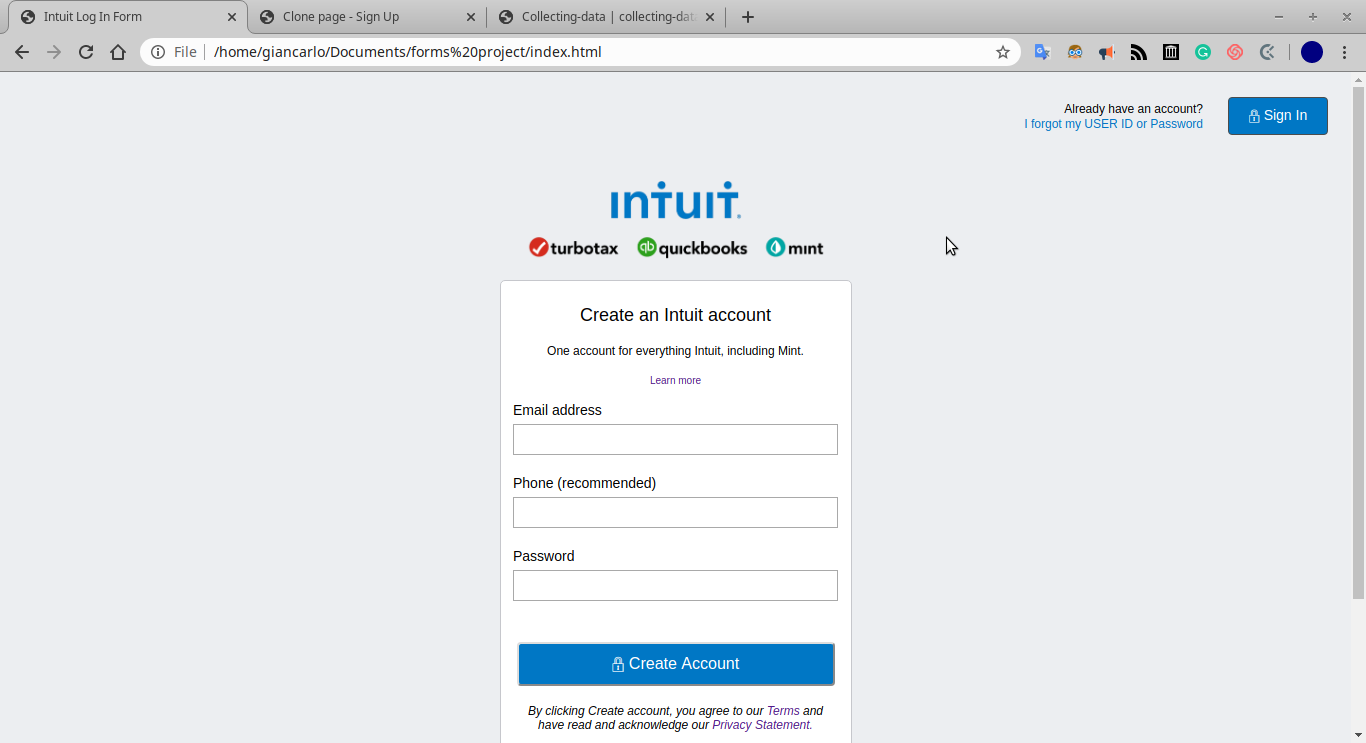 Intuit Log In Form
Clone page - Sign Up
Collecting-data | collecting-dat
File
/home/giancarlo/Documents/forms%20project/index.html
Already have an account?
I forgot my USER ID or Password
Sign In
intuit.
turbotax
qb quickbooks
mint
Create an Intuit account
One account for everything Intuit, including Mint.
Learn more
Email address
Phone (recommended)
Password
Create Account
By clicking Create account, you agree to our Terms and
have read and acknowledge our Privacy Statement.